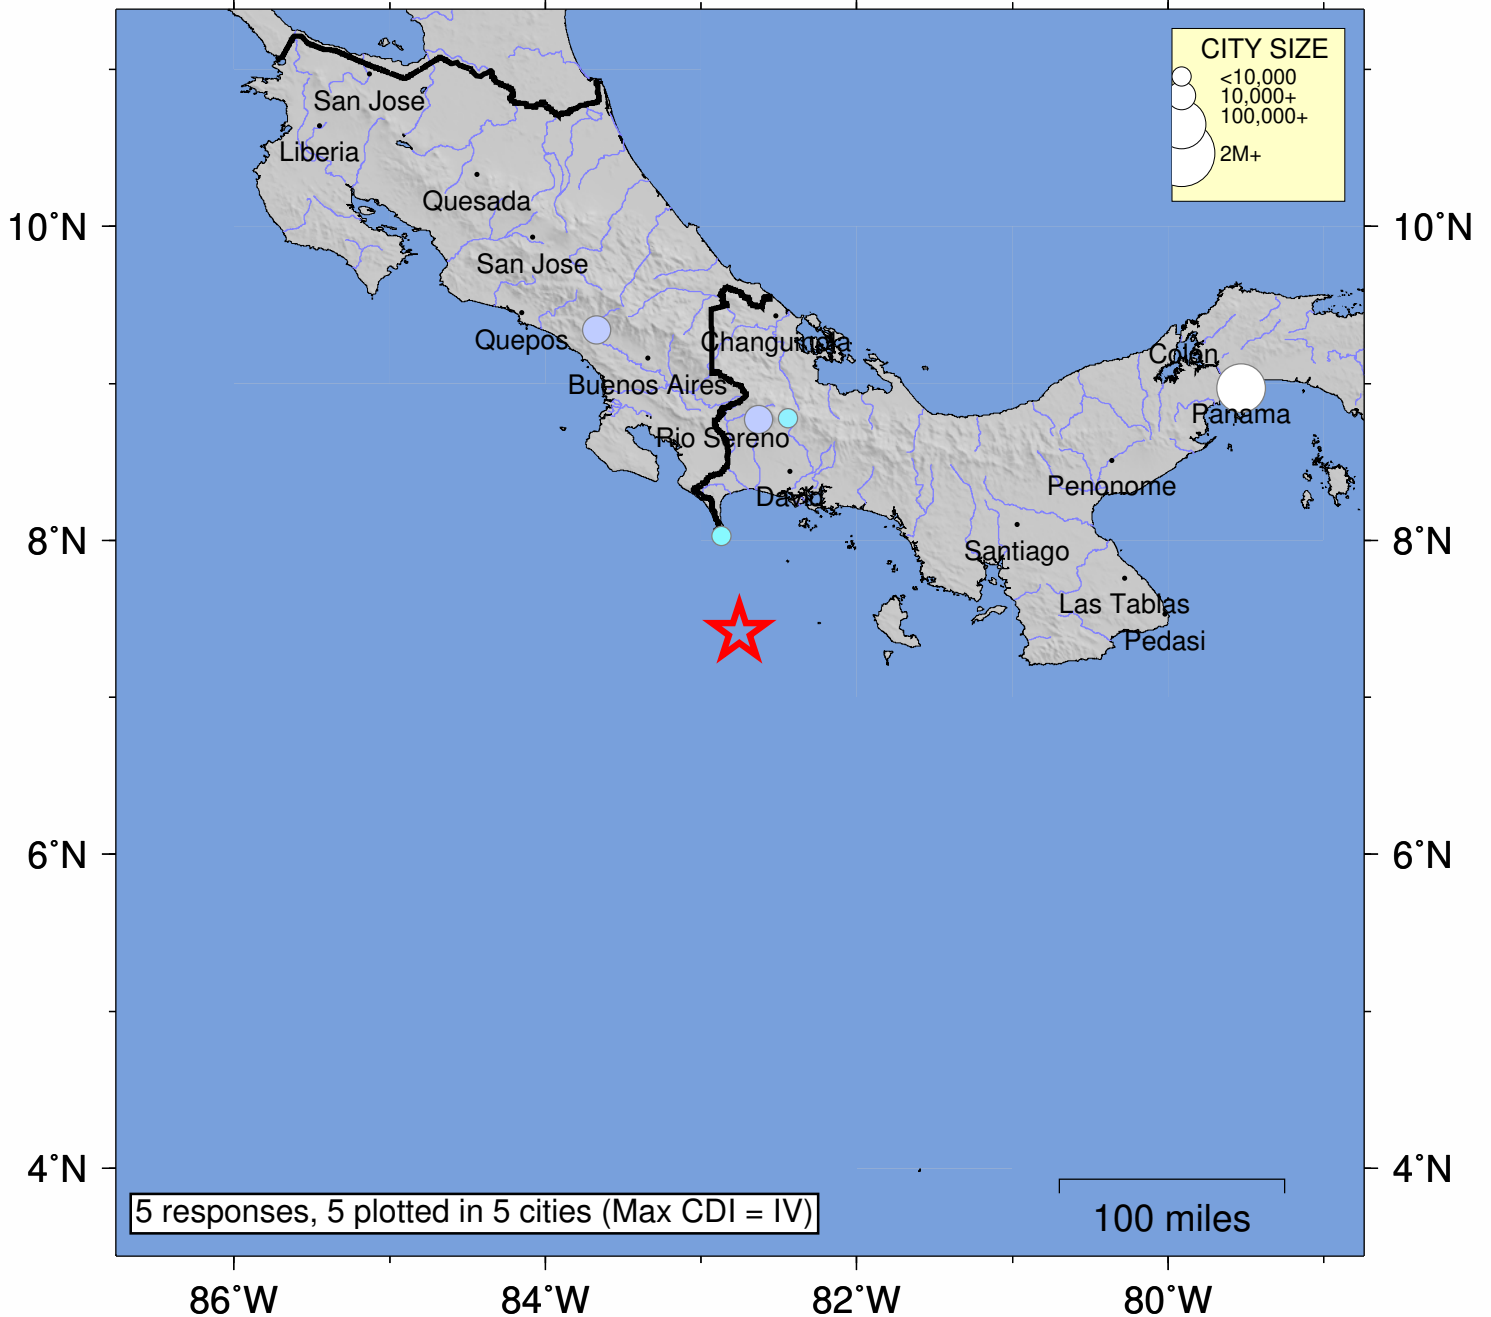 CITY SIZE
<10,000
10,000+
100,000+
2M+
San Jose
Liberia
Quesada
10°N
10°N
San Jose
Quepos
Changuinola
Colón
Buenos Aires
Panama
Rio Sereno
David
Penonome
8°N
8°N
Santiago
Las Tablas
Pedasi
6°N
6°N
4°N
4°N
5 responses, 5 plotted in 5 cities (Max CDI = IV)
100 miles
86°W
84°W
82°W
80°W